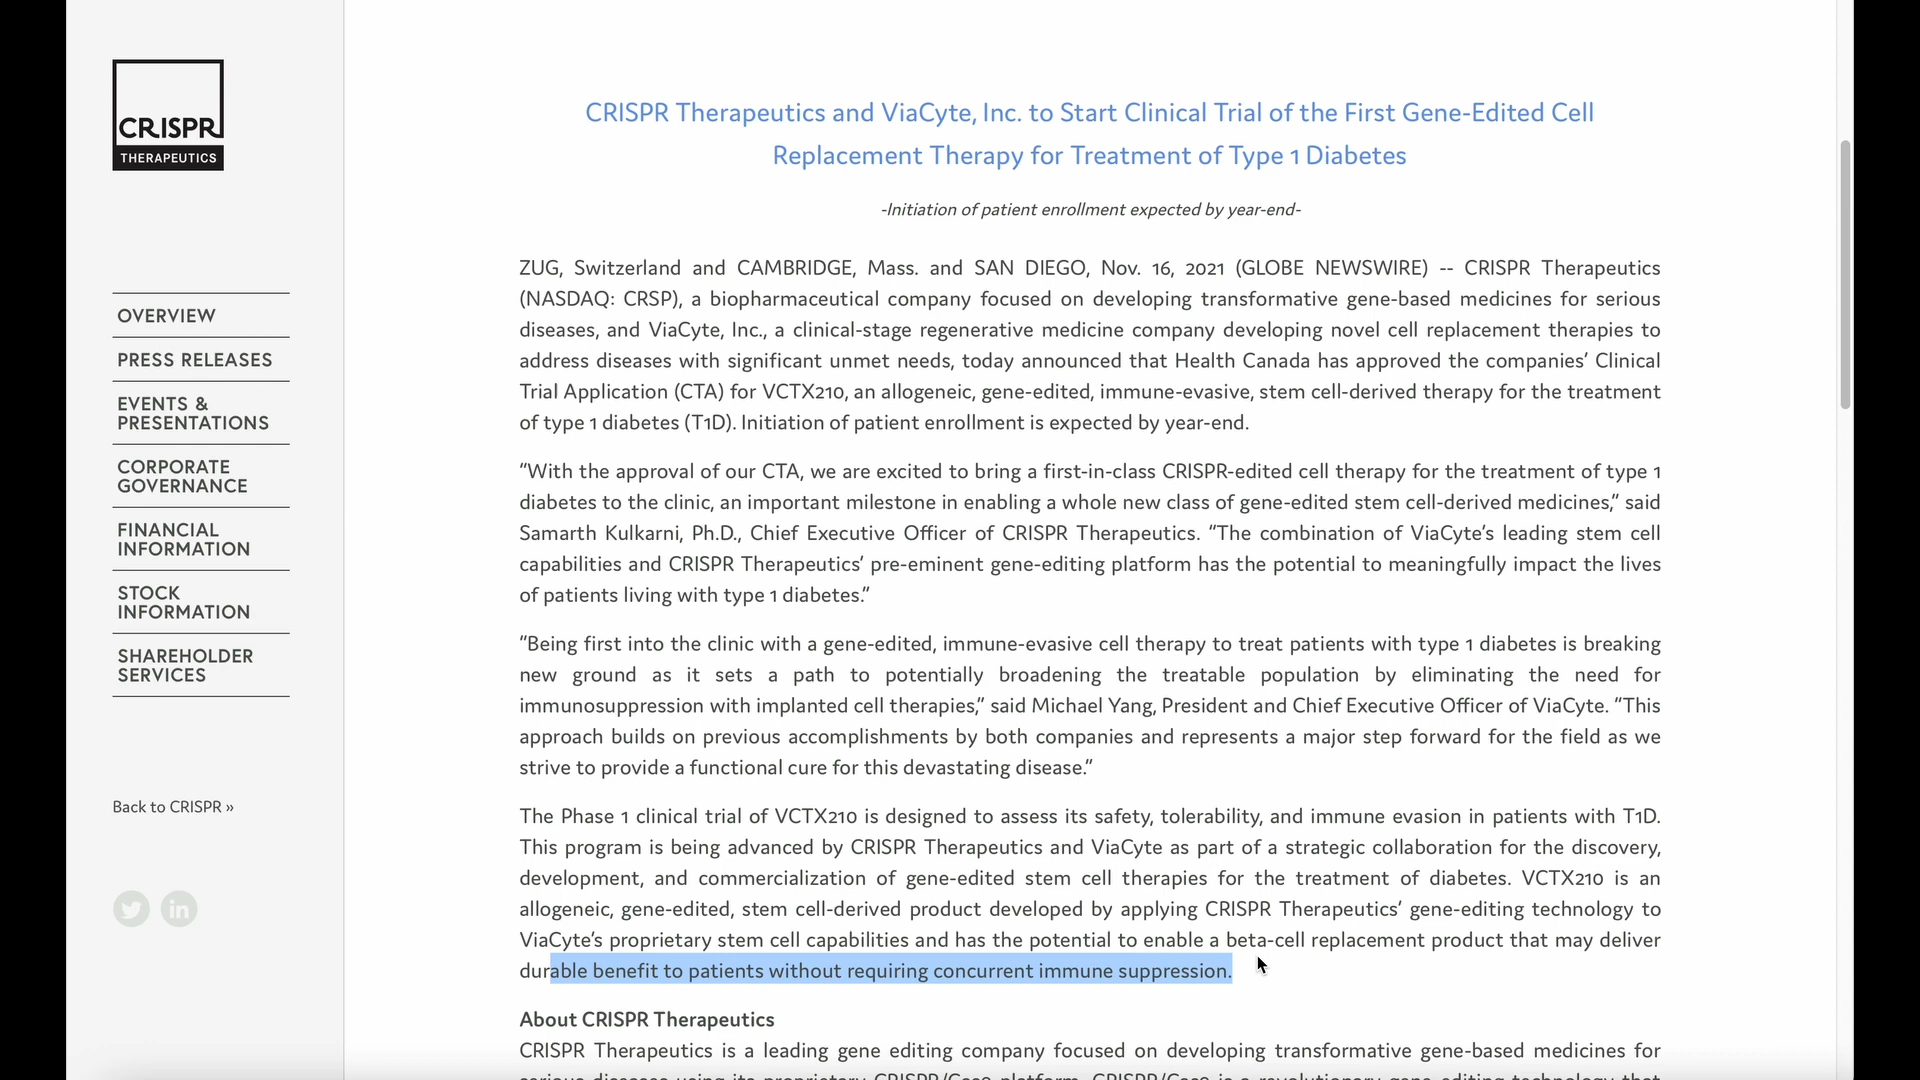 CRISPR
THERAPEUTICS
OVERVIEW
PRESS RELEASES
EVENTS &
PRESENTATIONS
CORPORATE
GOVERNANCE
FINANCIAL
INFORMATION
STOCK
INFORMATION
SHAREHOLDER
SERVICES
Back to CRISPR »
CRISPR Therapeutics and ViaCyte, Inc. to Start Clinical Trial of the First Gene-Edited Cell
Replacement Therapy for Treatment of Type 1 Diabetes
-Initiation of patient enrollment expected by year-end-
ZUG, Switzerland and CAMBRIDGE, Mass. and SAN DIEGO, Nov. 16, 2021 (GLOBE NEWSWIRE) -- CRISPR Therapeutics
(NASDAQ: CRSP), a biopharmaceutical company focused on developing transformative gene-based medicines for serious
diseases, and ViaCyte, Inc., a clinical-stage regenerative medicine company developing novel cell replacement therapies to
address diseases with significant unmet needs, today announced that Health Canada has approved the companies’ Clinical
Trial Application (CTA) for VCTX210, an allogeneic, gene-edited, immune-evasive, stem cell-derived therapy for the treatment
of type 1 diabetes (T1D). Initiation of patient enrollment is expected by year-end.
“With the approval of our CTA, we are excited to bring a first-in-class CRISPR-edited cell therapy for the treatment of type 1
diabetes to the clinic, an important milestone in enabling a whole new class of gene-edited stem cell-derived medicines,” said
Samarth Kulkarni, Ph.D., Chief Executive Officer of CRISPR Therapeutics. “The combination of ViaCyte’s leading stem cell
capabilities and CRISPR Therapeutics’ pre-eminent gene-editing platform has the potential to meaningfully impact the lives
of patients living with type 1 diabetes.”
“Being first into the clinic with a gene-edited, immune-evasive cell therapy to treat patients with type 1 diabetes is breaking
new ground as it sets a path to potentially broadening the treatable population by eliminating the need for
immunosuppression with implanted cell therapies,” said Michael Yang, President and Chief Executive Officer of ViaCyte. “This
approach builds on previous accomplishments by both companies and represents a major step forward for the field as we
strive to provide a functional cure for this devastating disease.”
The Phase 1 clinical trial of VCTX210 is designed to assess its safety, tolerability, and immune evasion in patients with T1D.
This program is being advanced by CRISPR Therapeutics and ViaCyte as part of a strategic collaboration for the discovery,
development, and commercialization of gene-edited stem cell therapies for the treatment of diabetes. VCTX210 is an
allogeneic, gene-edited, stem cell-derived product developed by applying CRISPR Therapeutics’ gene-editing technology to
ViaCyte’s proprietary stem cell capabilities and has the potential to enable a beta-cell replacement product that may deliver
durable benefit to patients without requiring concurrent immune suppression.
About CRISPR Therapeutics
CRISPR Therapeutics is a leading gene editing company focused on developing transformative gene-based medicines for
serious diseases using its proprietary CRISPR/Cas9 platform. CRISPR/Cas9 is a revolutionary gene-editing technology that